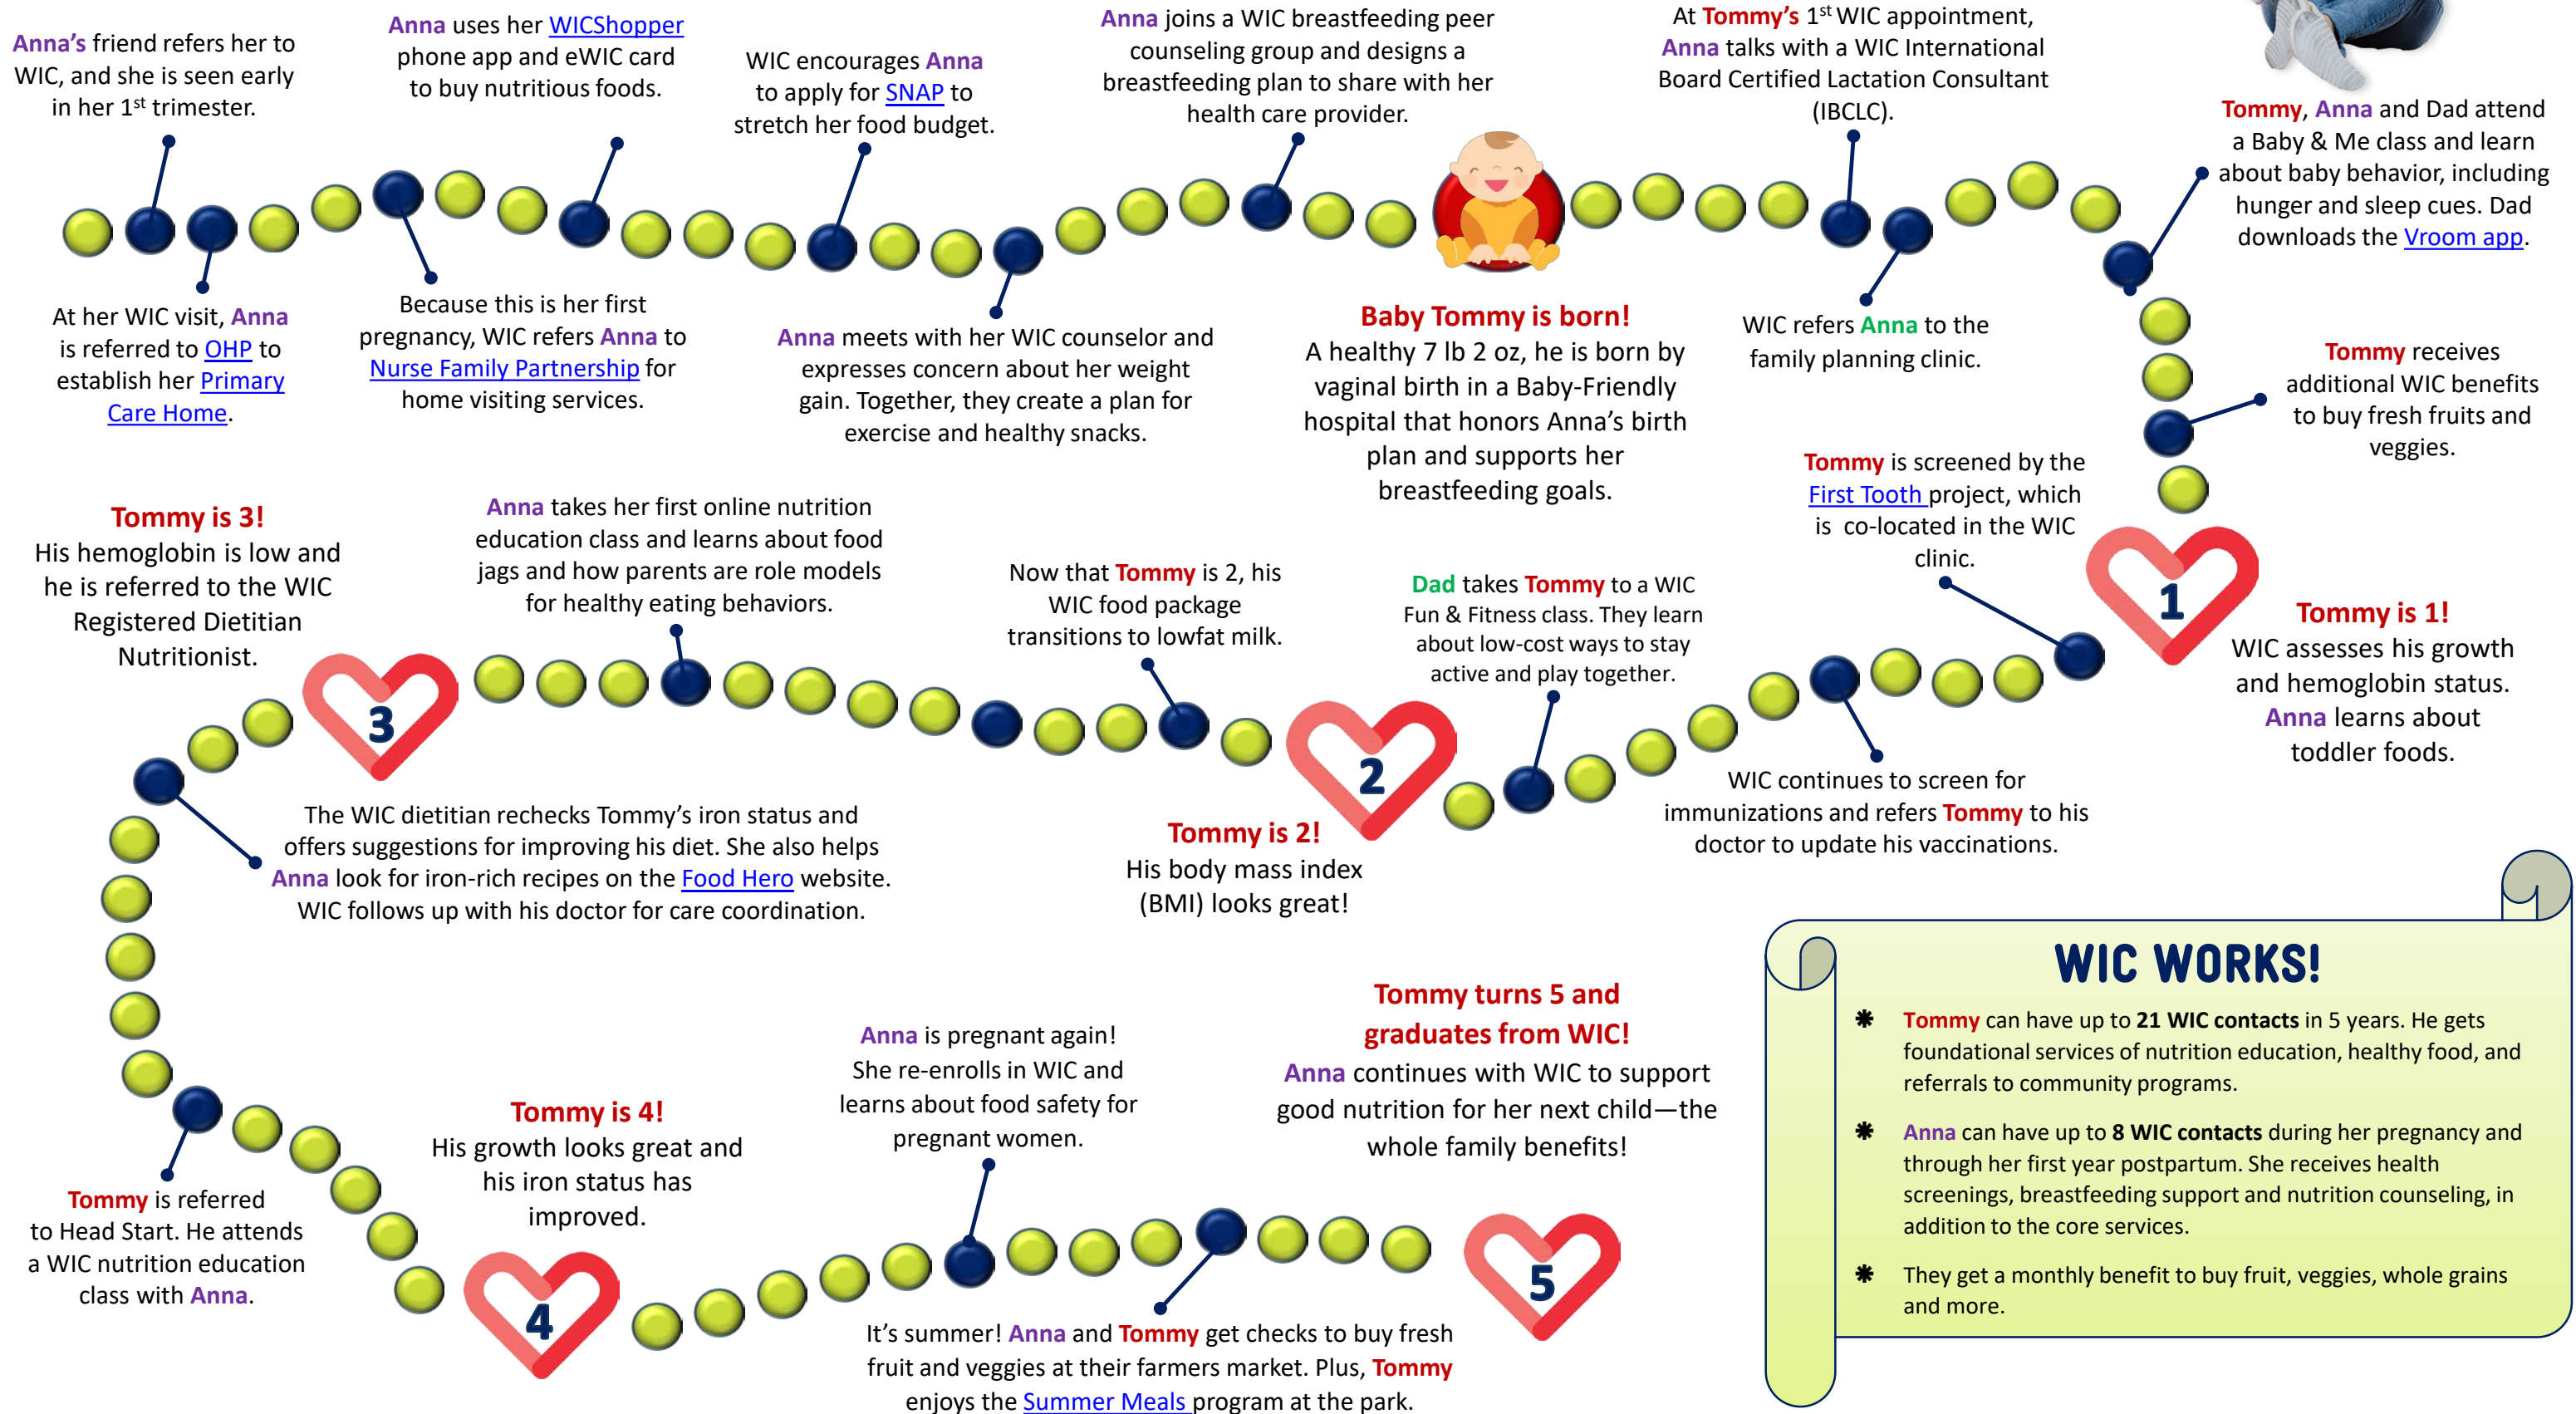 Anna's friend refers her to
WIC, and she is seen early
in her 1st trimester.
At her WIC visit, Anna
is referred to OHP to
establish her Primary
Care Home.
Because this is her first
pregnancy, WIC refers Anna to
Nurse Family Partnership for
home visiting services.
Anna uses her WICShopper
phone app and eWIC card
to buy nutritious foods.
WIC encourages Anna
to apply for SNAP to
stretch her food budget.
Anna meets with her WIC counselor and
expresses concern about her weight
gain. Together, they create a plan for
exercise and healthy snacks.
Anna joins a WIC breastfeeding peer
counseling group and designs a
breastfeeding plan to share with her
health care provider.
Baby Tommy is born!
A healthy 7 lb 2 oz, he is born by
vaginal birth in a Baby-Friendly
hospital that honors Anna's birth
plan and supports her
breastfeeding goals.
At Tommy's 1st WIC appointment,
Anna talks with a WIC International
Board Certified Lactation Consultant
(IBCLC).
WIC refers Anna to the
family planning clinic.
Tommy, Anna and Dad attend
a Baby & Me class and learn
about baby behavior, including
hunger and sleep cues. Dad
downloads the Vroom app.
Tommy receives
additional WIC benefits
to buy fresh fruits and
veggies.
1
Tommy is 1!
WIC assesses his growth
and hemoglobin status.
Anna learns about
toddler foods.
Tommy is screened by the
First Tooth project, which
is co-located in the WIC
clinic.
WIC continues to screen for
immunizations and refers Tommy to his
doctor to update his vaccinations.
Dad takes Tommy to a WIC
Fun & Fitness class. They learn
about low-cost ways to stay
active and play together.
2
Tommy is 2!
His body mass index
(BMI) looks great!
Now that Tommy is 2, his
WIC food package
transitions to lowfat milk.
Anna takes her first online nutrition
education class and learns about food
jags and how parents are role models
for healthy eating behaviors.
3
Tommy is 3!
His hemoglobin is low and
he is referred to the WIC
Registered Dietitian
Nutritionist.
The WIC dietitian rechecks Tommy's iron status and
offers suggestions for improving his diet. She also helps
Anna look for iron-rich recipes on the Food Hero website.
WIC follows up with his doctor for care coordination.
Tommy is referred
to Head Start. He attends
a WIC nutrition education
class with Anna.
4
Tommy is 4!
His growth looks great and
his iron status has
improved.
Anna is pregnant again!
She re-enrolls in WIC and
learns about food safety for
pregnant women.
It's summer! Anna and Tommy get checks to buy fresh
fruit and veggies at their farmers market. Plus, Tommy
enjoys the Summer Meals program at the park.
5
Tommy turns 5 and
graduates from WIC!
Anna continues with WIC to support
good nutrition for her next child—the
whole family benefits!
WIC WORKS!
✱ Tommy can have up to 21 WIC contacts in 5 years. He gets
foundational services of nutrition education, healthy food, and
referrals to community programs.
✱ Anna can have up to 8 WIC contacts during her pregnancy and
through her first year postpartum. She receives health
screenings, breastfeeding support and nutrition counseling, in
addition to the core services.
✱ They get a monthly benefit to buy fruit, veggies, whole grains
and more.